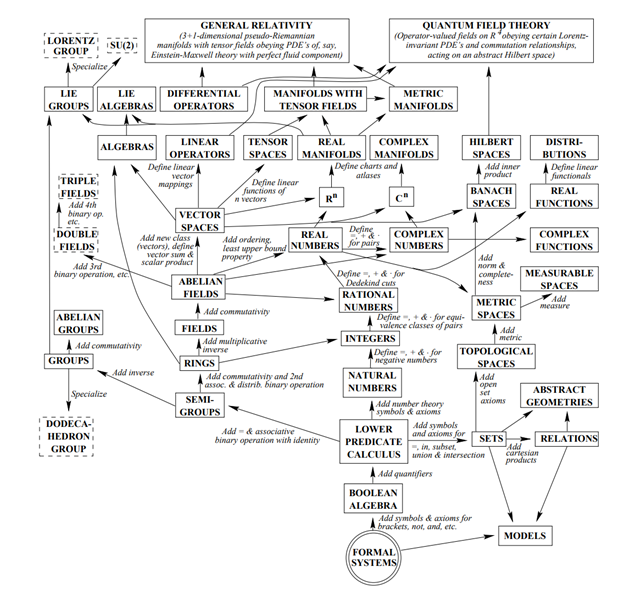 GENERAL RELATIVITY
(3+1-dimensional pseudo-Riemannian
manifolds with tensor fields obeying PDE's of, say,
Einstein-Maxwell theory with perfect fluid component)
QUANTUM FIELD THEORY
(Operator-valued fields on R⁴ obeying certain Lorentz-
invariant PDE's and commutation relationships,
acting on an abstract Hilbert space)
LORENTZ
GROUP
SU(2)
Specialize
LIE
GROUPS
LIE
ALGEBRAS
DIFFERENTIAL
OPERATORS
MANIFOLDS WITH
TENSOR FIELDS
METRIC
MANIFOLDS
ALGEBRAS
LINEAR
OPERATORS
TENSOR
SPACES
REAL
MANIFOLDS
COMPLEX
MANIFOLDS
HILBERT
SPACES
DISTRI-
BUTIONS
Define linear
vector
mappings
Define linear
functions of
n vectors
Define charts and
atlases
Add inner
product
Define linear
functionals
TRIPLE
FIELDS
Add 4th
binary op.
etc.
DOUBLE
FIELDS
Add 3rd
binary operation, etc.
VECTOR
SPACES
Rⁿ
Cⁿ
BANACH
SPACES
REAL
FUNCTIONS
Add new class
(vectors), define
vector sum &
scalar product
Add ordering,
least upper bound
property
REAL
NUMBERS
Define
=, + & ·
for pairs
COMPLEX
NUMBERS
COMPLEX
FUNCTIONS
Add
norm &
complete-
ness
MEASURABLE
SPACES
Add
measure
ABELIAN
FIELDS
Define =, + & · for
Dedekind cuts
RATIONAL
NUMBERS
METRIC
SPACES
ABELIAN
GROUPS
Add commutativity
FIELDS
Add commutativity
Define =, + & · for equi-
valence classes of pairs
Add
metric
Add multiplicative
inverse
INTEGERS
TOPOLOGICAL
SPACES
GROUPS
Add inverse
RINGS
Define =, + & · for
negative numbers
Add commutativity and 2nd
assoc. & distrib. binary operation
NATURAL
NUMBERS
Add
open
set
axioms
ABSTRACT
GEOMETRIES
Specialize
SEMI-
GROUPS
Add number theory
symbols & axioms
DODECA-
HEDRON
GROUP
Add = & associative
binary operation with identity
LOWER
PREDICATE
CALCULUS
Add symbols
and axioms for
=, in, subset,
union & intersection
SETS
Add
cartesian
products
RELATIONS
Add quantifiers
BOOLEAN
ALGEBRA
Add symbols & axioms for
brackets, not, and, etc.
MODELS
FORMAL
SYSTEMS